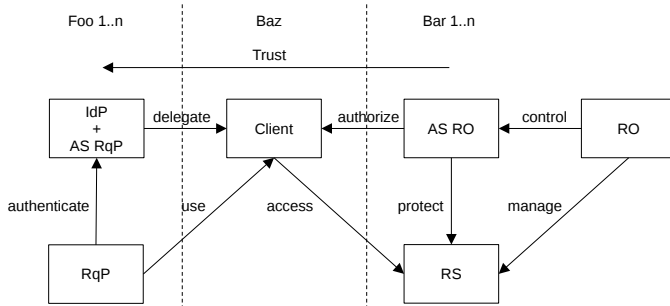 Foo 1..n
Baz
Bar 1..n
Trust
IdP
+
AS RqP
delegate
Client
authorize
AS RO
control
RO
authenticate
use
access
protect
manage
RqP
RS